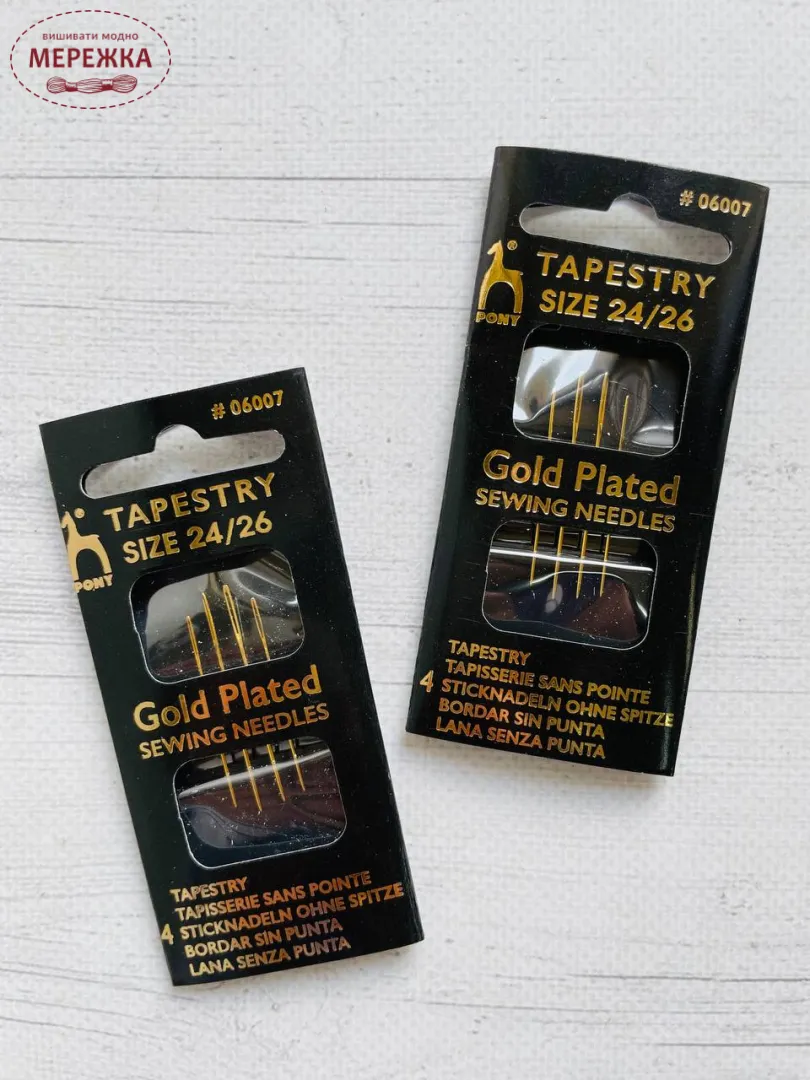 вишивати модно
МЕРЕЖКА
# 06007
PONY
®
TAPESTRY
SIZE 24/26
Gold Plated
SEWING NEEDLES
TAPESTRY
TAPISSERIE SANS POINTE
4 STICKNADELN OHNE SPITZE
BORDAR SIN PUNTA
LANA SENZA PUNTA
# 06007
PONY
TAPESTRY
SIZE 24/26
Gold Plated
SEWING NEEDLES
TAPESTRY
TAPISSERIE SANS POINTE
4 STICKNADELN OHNE SPITZE
BORDAR SIN PUNTA
LANA SENZA PUNTA